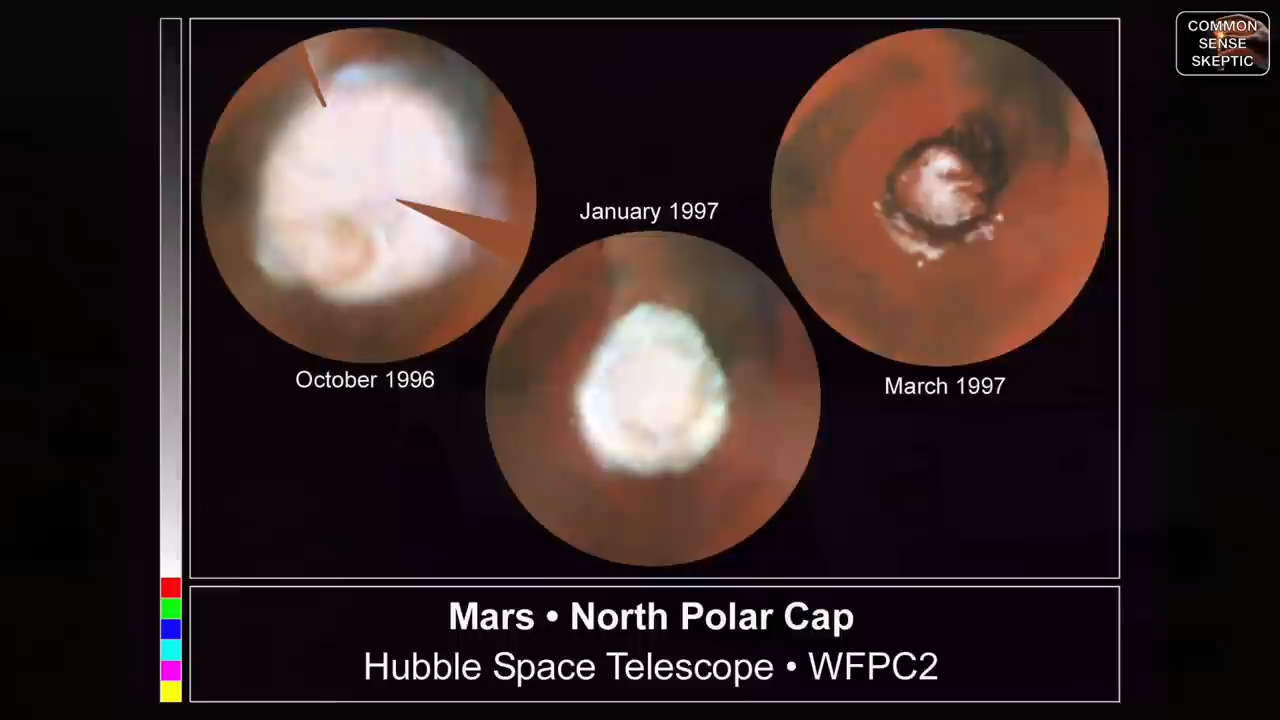 COMMON
SENSE
SKEPTIC
January 1997
October 1996
March 1997
Mars • North Polar Cap
Hubble Space Telescope • WFPC2